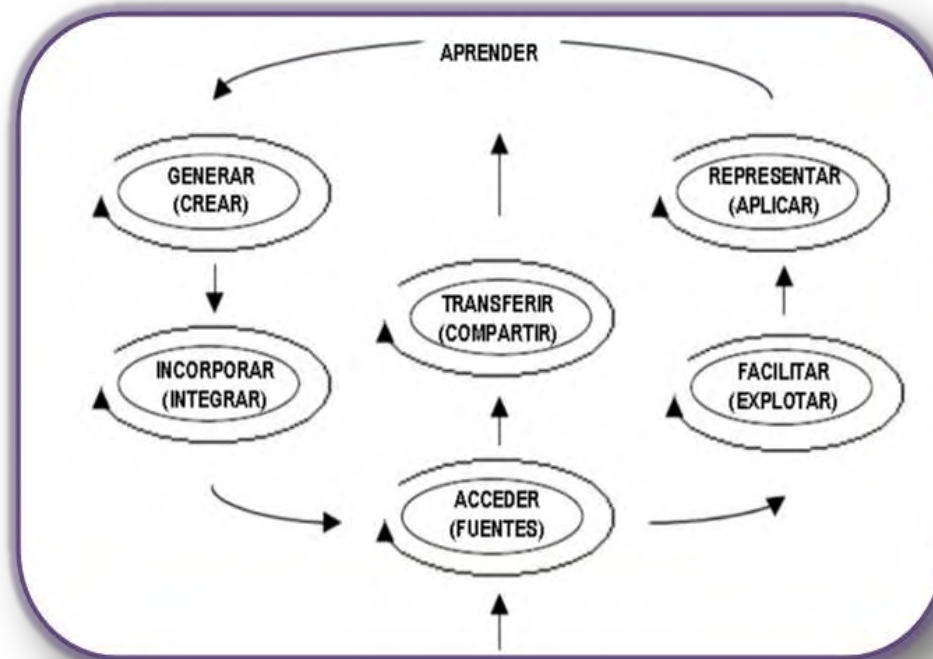 APRENDER
GENERAR
(CREAR)
REPRESENTAR
(APLICAR)
TRANSFERIR
(COMPARTIR)
INCORPORAR
(INTEGRAR)
FACILITAR
(EXPLOTAR)
ACCEDER
(FUENTES)